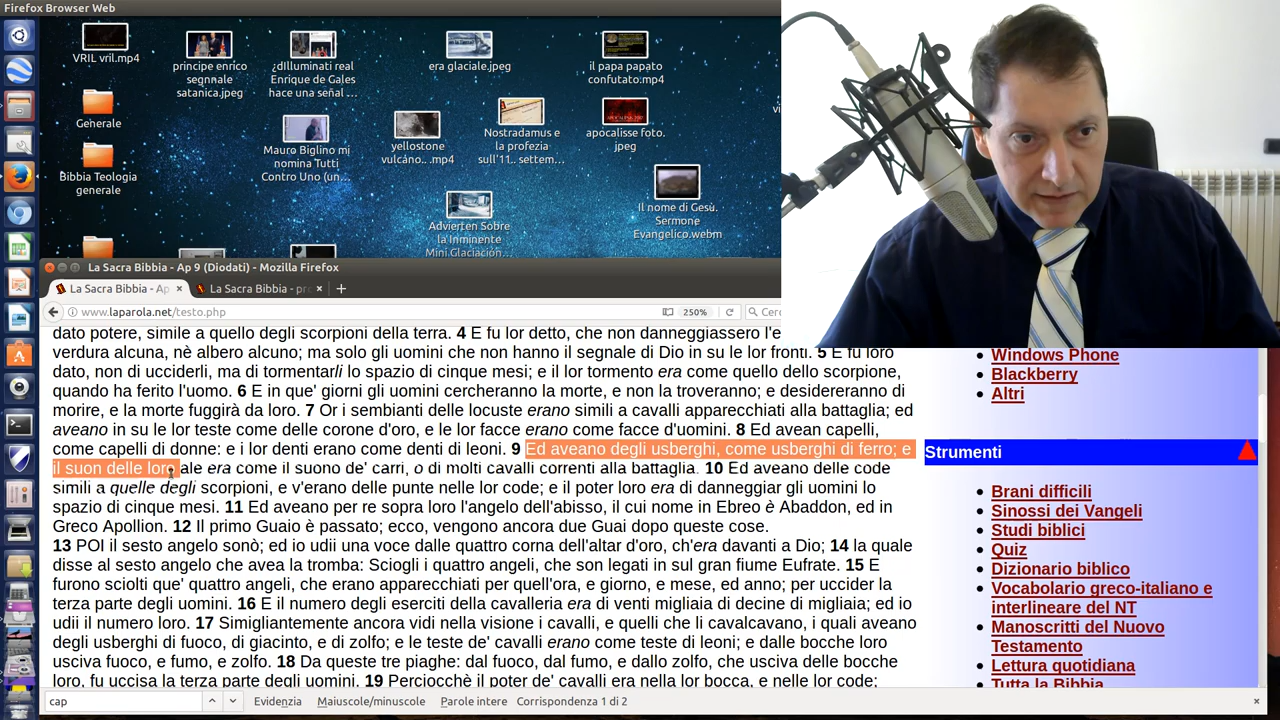 Firefox Browser Web
VRIL vril.mp4
principe enrico
segnnale
satanica.jpeg
¿dIlluminati real
Enrique de Gales
hace una señal ...
era glaciale.jpeg
il papa papato
confutato.mp4
Generale
Mauro Biglino mi
nomina Tutti
Contro Uno (un...
yellostone
vulcáno.. ..mp4
Nostradamus e
la profezia
sull'11.. settem...
apocalisse foto.
jpeg
Bibbia Teologia
generale
Advierten Sobre
la Inminente
Mini Glaciación...
Il nome di Gesù.
Sermone
Evangelico.webm
La Sacra Bibbia - Ap 9 (Diodati) - Mozilla Firefox
La Sacra Bibbia - Ap
La Sacra Bibbia - pr
www.laparola.net/testo.php
250%
Cerc
dato potere, simile a quello degli scorpioni della terra. 4 E fu lor detto, che non danneggiassero l'e
verdura alcuna, nè albero alcuno; ma solo gli uomini che non hanno il segnale di Dio in su le lor fronti. 5 E fu loro
dato, non di ucciderli, ma di tormentarli lo spazio di cinque mesi; e il lor tormento era come quello dello scorpione,
quando ha ferito l'uomo. 6 E in que' giorni gli uomini cercheranno la morte, e non la troveranno; e desidereranno di
morire, e la morte fuggirà da loro. 7 Or i sembianti delle locuste erano simili a cavalli apparecchiati alla battaglia; ed
aveano in su le lor teste come delle corone d'oro, e le lor facce erano come facce d'uomini. 8 Ed avean capelli,
come capelli di donne: e i lor denti erano come denti di leoni. 9 Ed aveano degli usberghi, come usberghi di ferro; e
il suon delle loro ale era come il suono de' carri, o di molti cavalli correnti alla battaglia. 10 Ed aveano delle code
simili a quelle degli scorpioni, e v'erano delle punte nelle lor code; e il poter loro era di danneggiar gli uomini lo
spazio di cinque mesi. 11 Ed aveano per re sopra loro l'angelo dell'abisso, il cui nome in Ebreo è Abaddon, ed in
Greco Apollion. 12 Il primo Guaio è passato; ecco, vengono ancora due Guai dopo queste cose.
13 POI il sesto angelo sonò; ed io udii una voce dalle quattro corna dell'altar d'oro, ch'era davanti a Dio; 14 la quale
disse al sesto angelo che avea la tromba: Sciogli i quattro angeli, che son legati in sul gran fiume Eufrate. 15 E
furono sciolti que' quattro angeli, che erano apparecchiati per quell'ora, e giorno, e mese, ed anno; per uccider la
terza parte degli uomini. 16 E il numero degli eserciti della cavalleria era di venti migliaia di decine di migliaia; ed io
udii il numero loro. 17 Simigliantemente ancora vidi nella visione i cavalli, e quelli che li cavalcavano, i quali aveano
degli usberghi di fuoco, di giacinto, e di zolfo; e le teste de' cavalli erano come teste di leoni; e dalle bocche loro
usciva fuoco, e fumo, e zolfo. 18 Da queste tre piaghe: dal fuoco, dal fumo, e dallo zolfo, che usciva delle bocche
loro, fu uccisa la terza parte degli uomini. 19 Perciocchè il poter de' cavalli era nella lor bocca, e nelle lor code;
Windows Phone
Blackberry
Altri
Strumenti
Brani difficili
Sinossi dei Vangeli
Studi biblici
Quiz
Dizionario biblico
Vocabolario greco-italiano e
interlineare del NT
Manoscritti del Nuovo
Testamento
Lettura quotidiana
Tutta la Bibbia
cap
Evidenzia
Maiuscole/minuscole
Parole intere
Corrispondenza 1 di 2